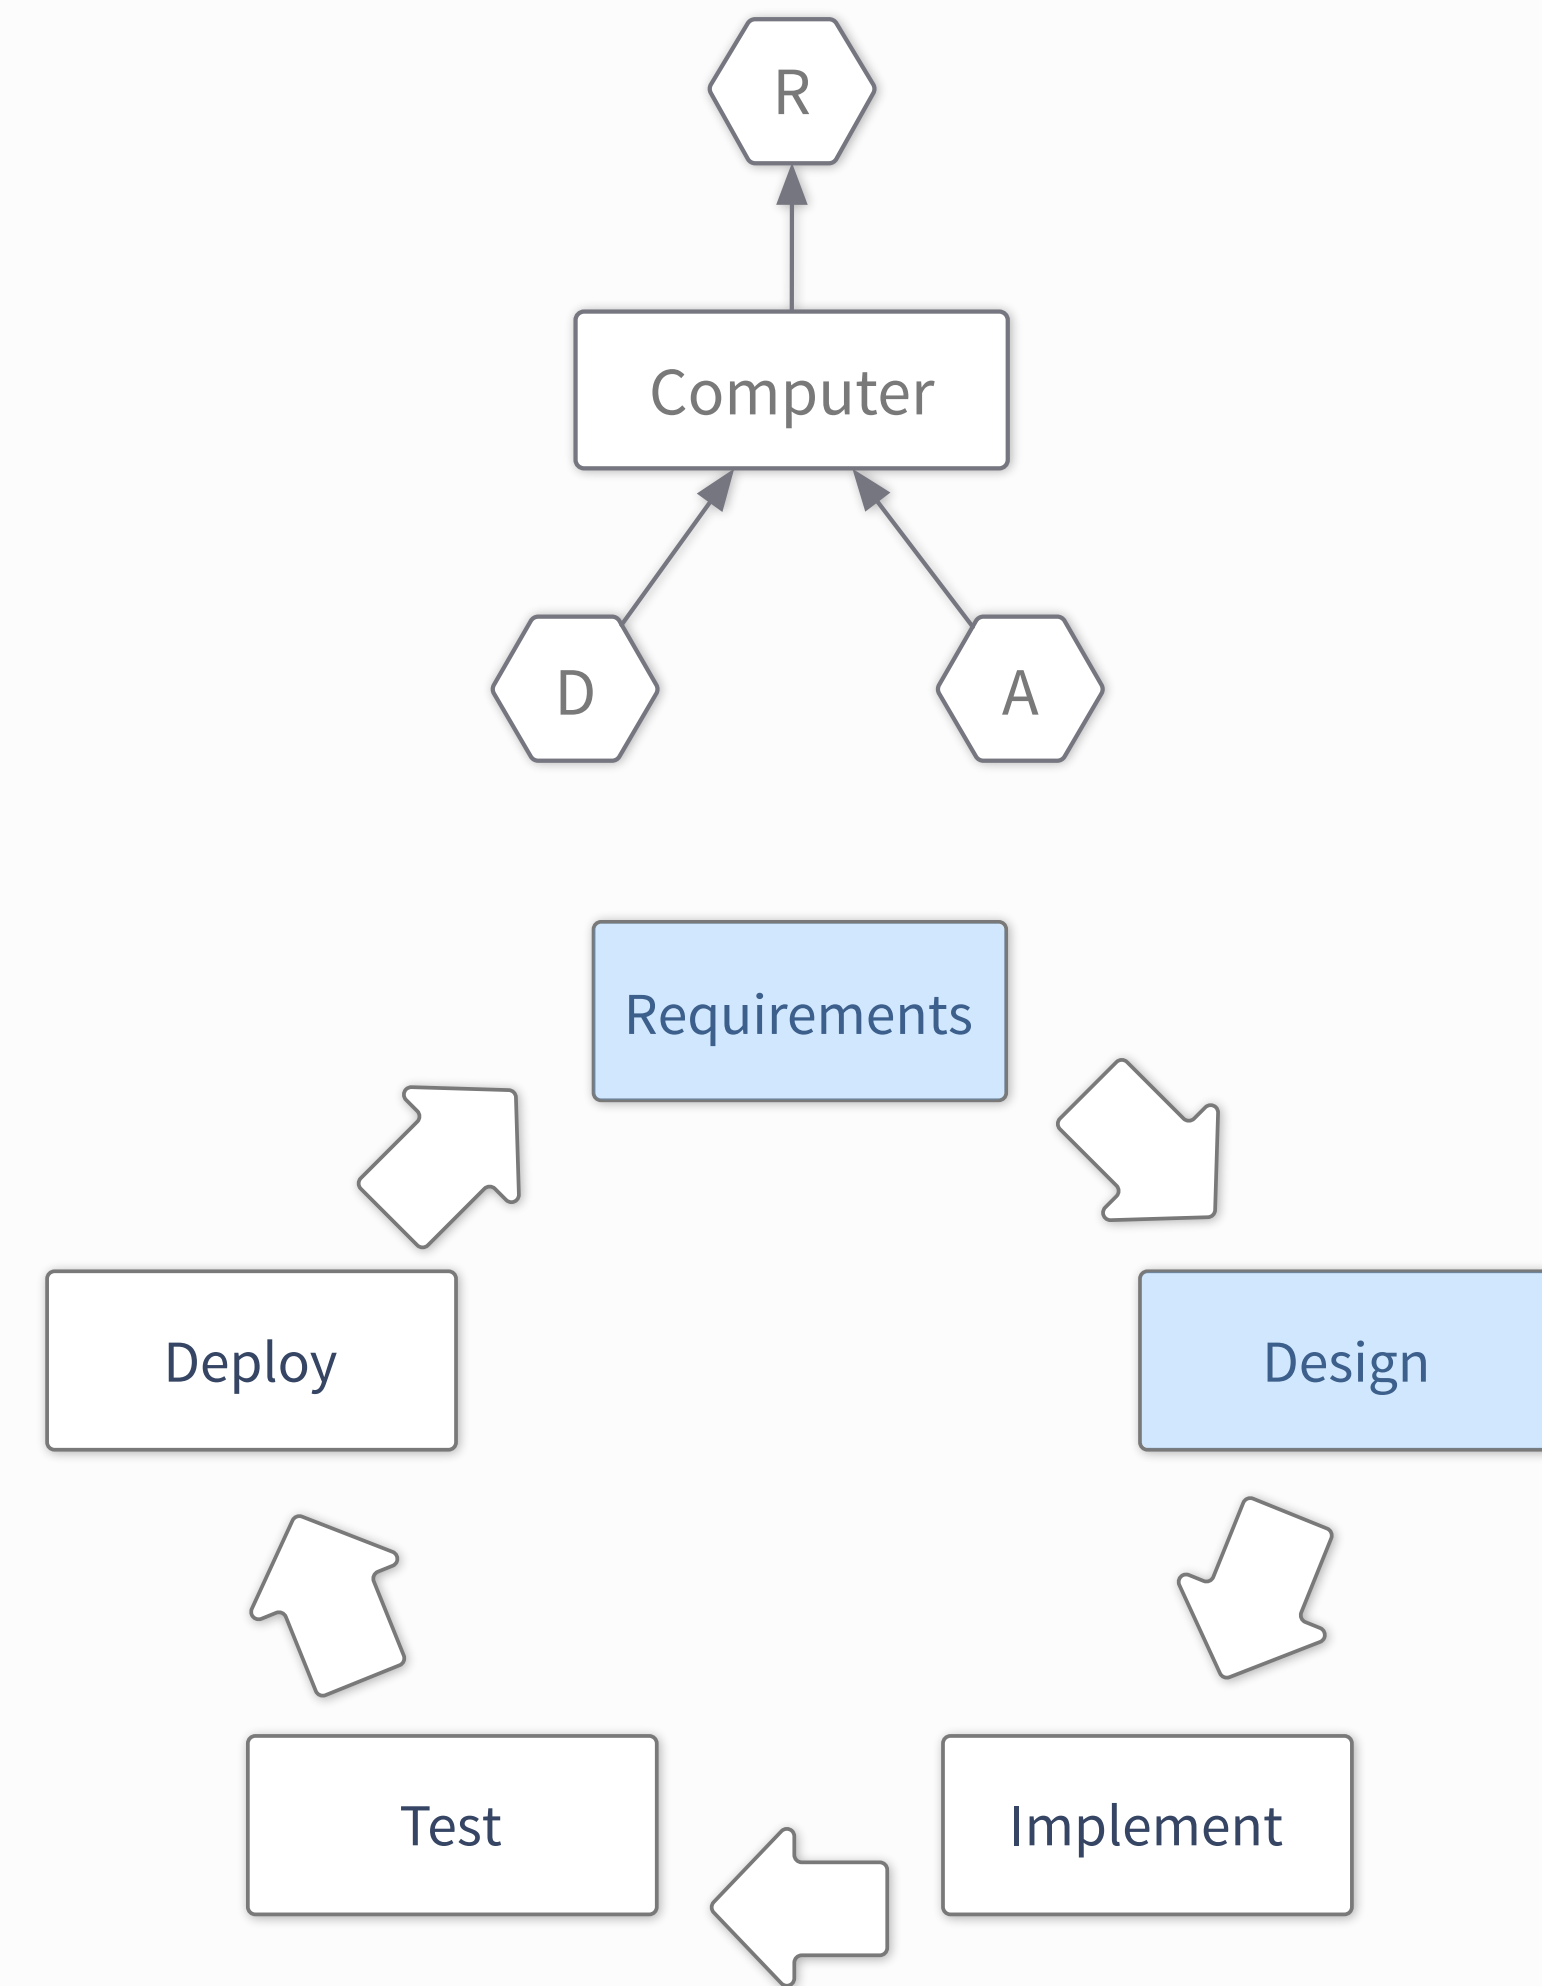 R
Computer
D
A
Requirements
Deploy
Design
Test
Implement